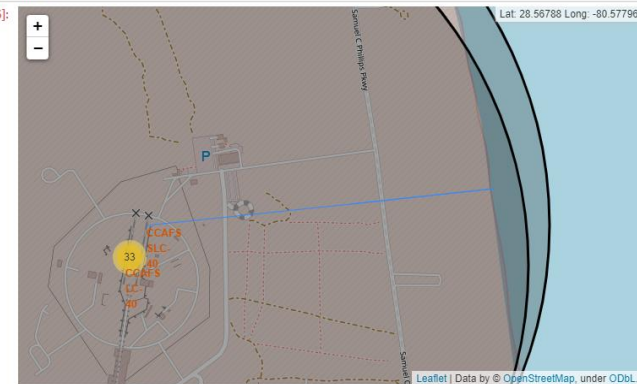 ]:
+
−
Lat: 28.56788 Long: -80.57796
Samuel C Phillips Pkwy
P
CCAFS
SLC-
40
33
CCAFS
LC-
40
Samuel C
Leaflet | Data by © OpenStreetMap, under ODbL